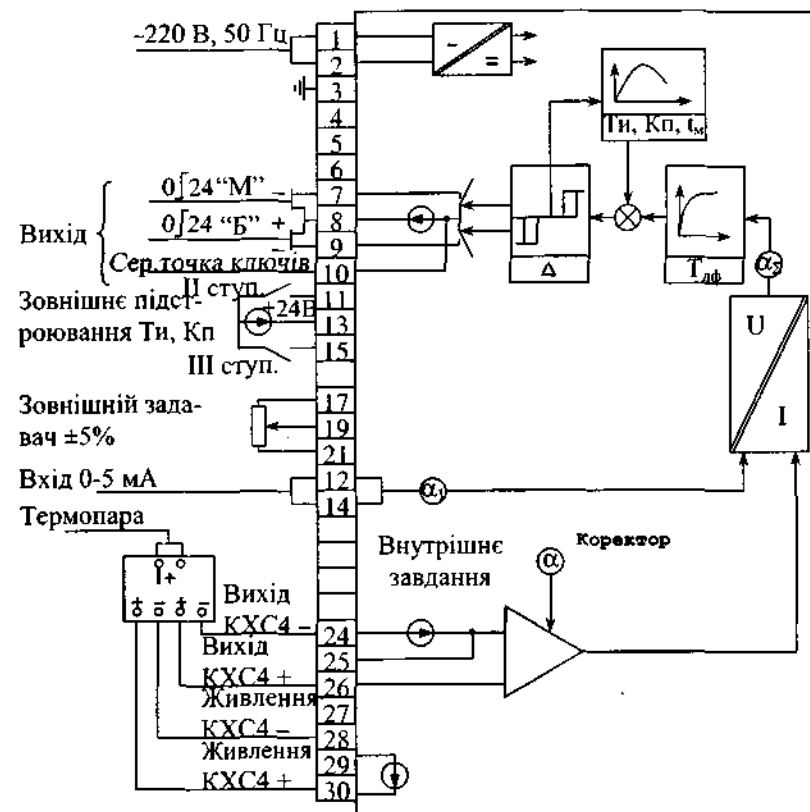 ~220 В, 50 Гц
1
2
3
4
5
6
7
8
9
10
11
13
15
17
19
21
12
14
24
25
26
27
28
29
30
0∫24 “М” –
0∫24 “Б” +
–
Вихід
Сер.точка ключів
ІІ ступ.
Зовнішнє підст-
роювання Ти, Кп
+24В
ІІІ ступ.
Зовнішній зада-
вач ±5%
Вхід 0-5 мА
Термопара
+
+ – + –
Вихід
КХС4 –
Вихід
КХС4 +
Живлення
КХС4 –
Живлення
КХС4 +
~
=
Ти, Кп, tм
Δ
Тдф
α2
U
I
α1
Внутрішнє
завдання
Коректор
α